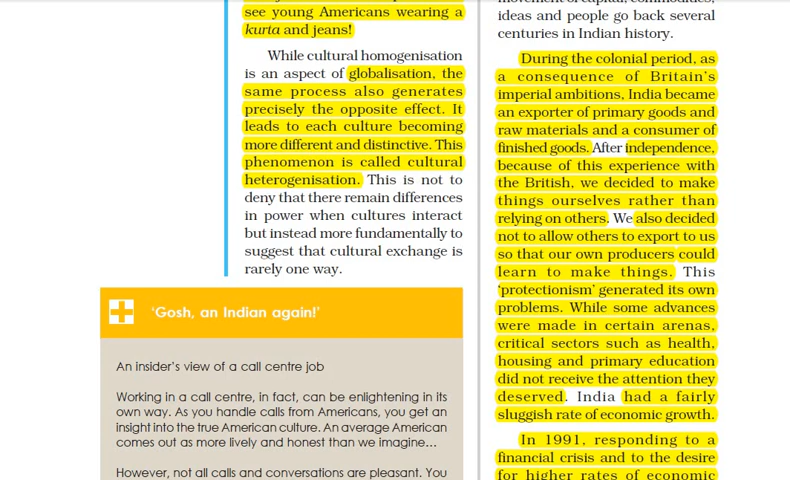 see young Americans wearing a
kurta and jeans!
While cultural homogenisation
is an aspect of globalisation, the
same process also generates
precisely the opposite effect. It
leads to each culture becoming
more different and distinctive. This
phenomenon is called cultural
heterogenisation. This is not to
deny that there remain differences
in power when cultures interact
but instead more fundamentally to
suggest that cultural exchange is
rarely one way.
‘Gosh, an Indian again!’
An insider’s view of a call centre job
Working in a call centre, in fact, can be enlightening in its
own way. As you handle calls from Americans, you get an
insight into the true American culture. An average American
comes out as more lively and honest than we imagine...
However, not all calls and conversations are pleasant. You
ideas and people go back several
centuries in Indian history.
During the colonial period, as
a consequence of Britain’s
imperial ambitions, India became
an exporter of primary goods and
raw materials and a consumer of
finished goods. After independence,
because of this experience with
the British, we decided to make
things ourselves rather than
relying on others. We also decided
not to allow others to export to us
so that our own producers could
learn to make things. This
‘protectionism’ generated its own
problems. While some advances
were made in certain arenas,
critical sectors such as health,
housing and primary education
did not receive the attention they
deserved. India had a fairly
sluggish rate of economic growth.
In 1991, responding to a
financial crisis and to the desire
for higher rates of economic